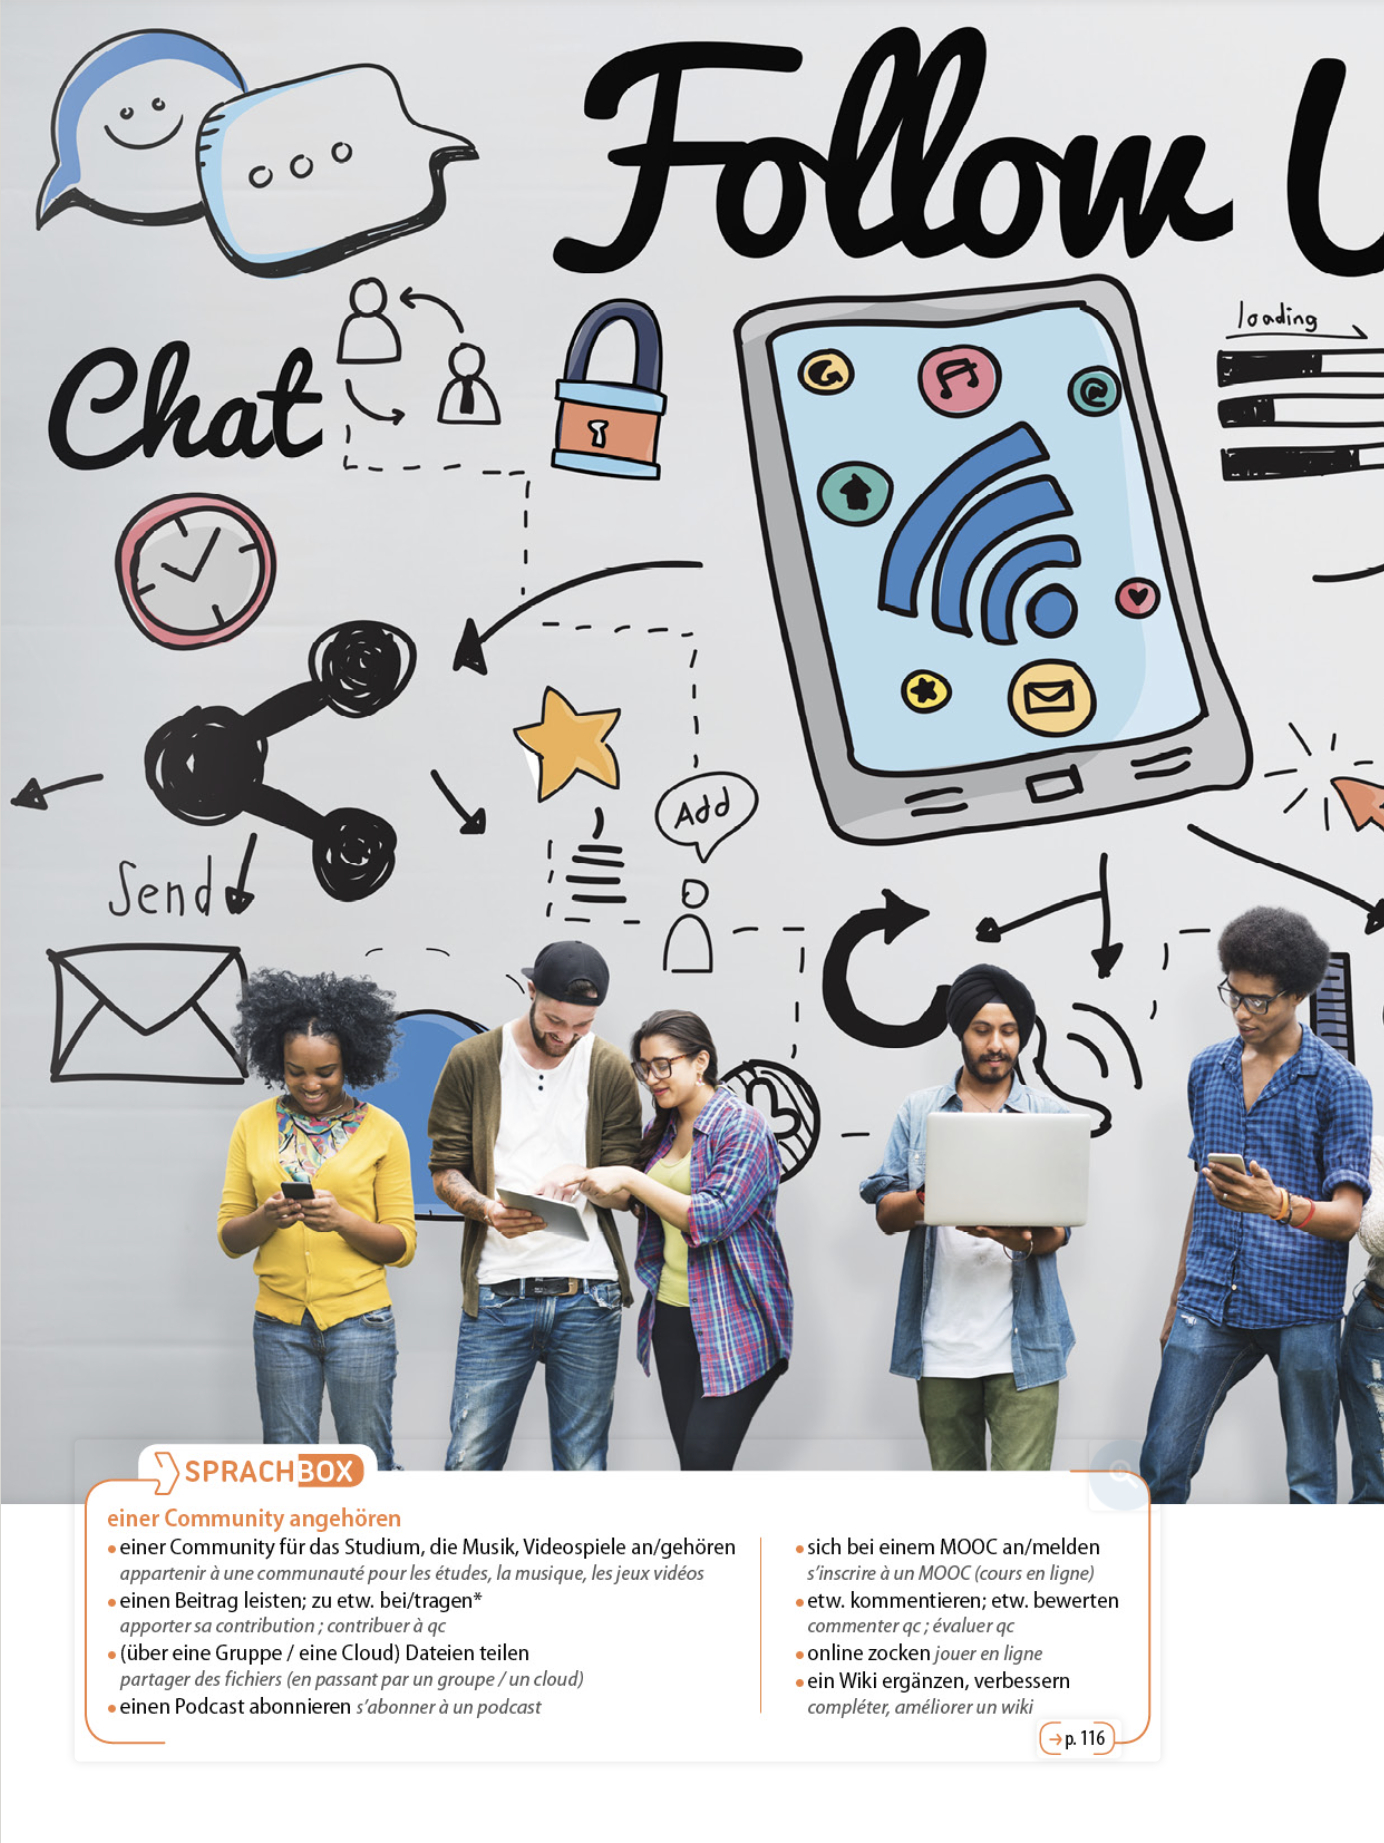 Follow U
loading
Chat
Add
Send
SPRACHBOX
einer Community angehören
• einer Community für das Studium, die Musik, Videospiele an/gehören
appartenir à une communauté pour les études, la musique, les jeux vidéos
• einen Beitrag leisten; zu etw. bei/tragen*
apporter sa contribution ; contribuer à qc
• (über eine Gruppe / eine Cloud) Dateien teilen
partager des fichiers (en passant par un groupe / un cloud)
• einen Podcast abonnieren s'abonner à un podcast
• sich bei einem MOOC an/melden
s'inscrire à un MOOC (cours en ligne)
• etw. kommentieren; etw. bewerten
commenter qc ; évaluer qc
• online zocken jouer en ligne
• ein Wiki ergänzen, verbessern
compléter, améliorer un wiki
→ p. 116